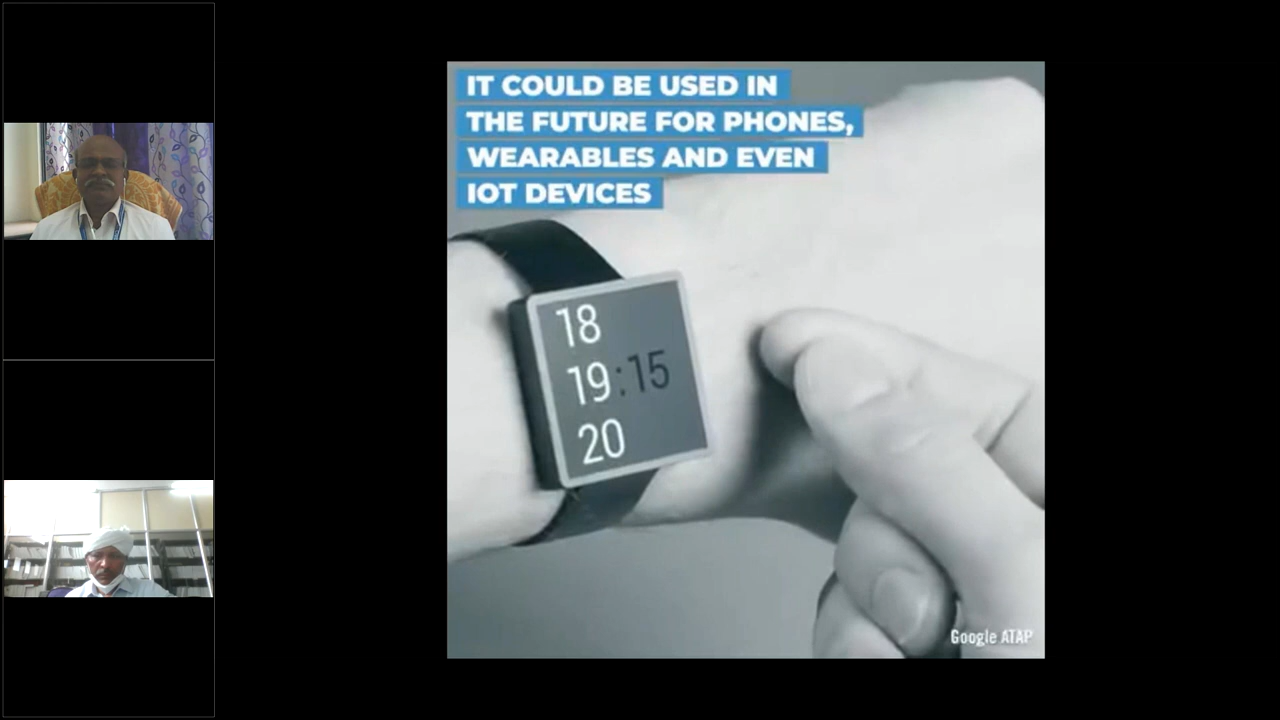 IT COULD BE USED IN
THE FUTURE FOR PHONES,
WEARABLES AND EVEN
IOT DEVICES
18
19:15
20
Google ATAP